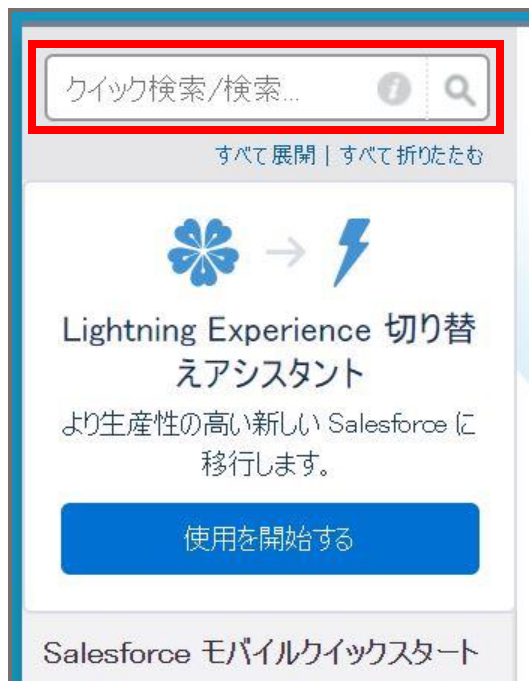 クイック検索/検索...
すべて展開 | すべて折りたたむ
Lightning Experience 切り替
えアシスタント
より生産性の高い新しい Salesforce に
移行します。
使用を開始する
Salesforce モバイルクイックスタート